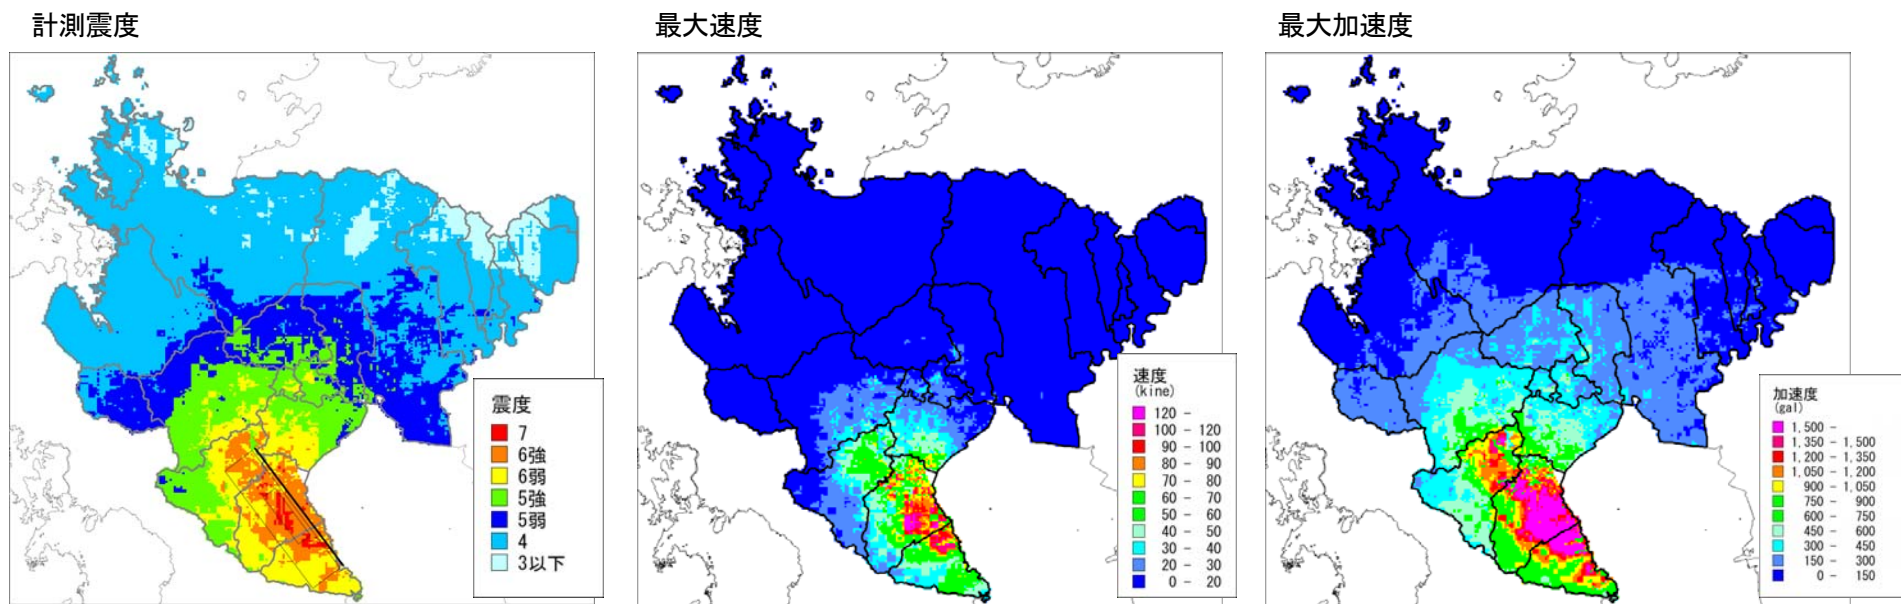 計測震度
最大速度
最大加速度
震度
7
6強
6弱
5強
5弱
4
3以下
速度
(kine)
120 -
100 - 120
90 - 100
80 - 90
70 - 80
60 - 70
50 - 60
40 - 50
30 - 40
20 - 30
0 - 20
加速度
(gal)
1,500 -
1,350 - 1,500
1,200 - 1,350
1,050 - 1,200
900 - 1,050
750 - 900
600 - 750
450 - 600
300 - 450
150 - 300
0 - 150